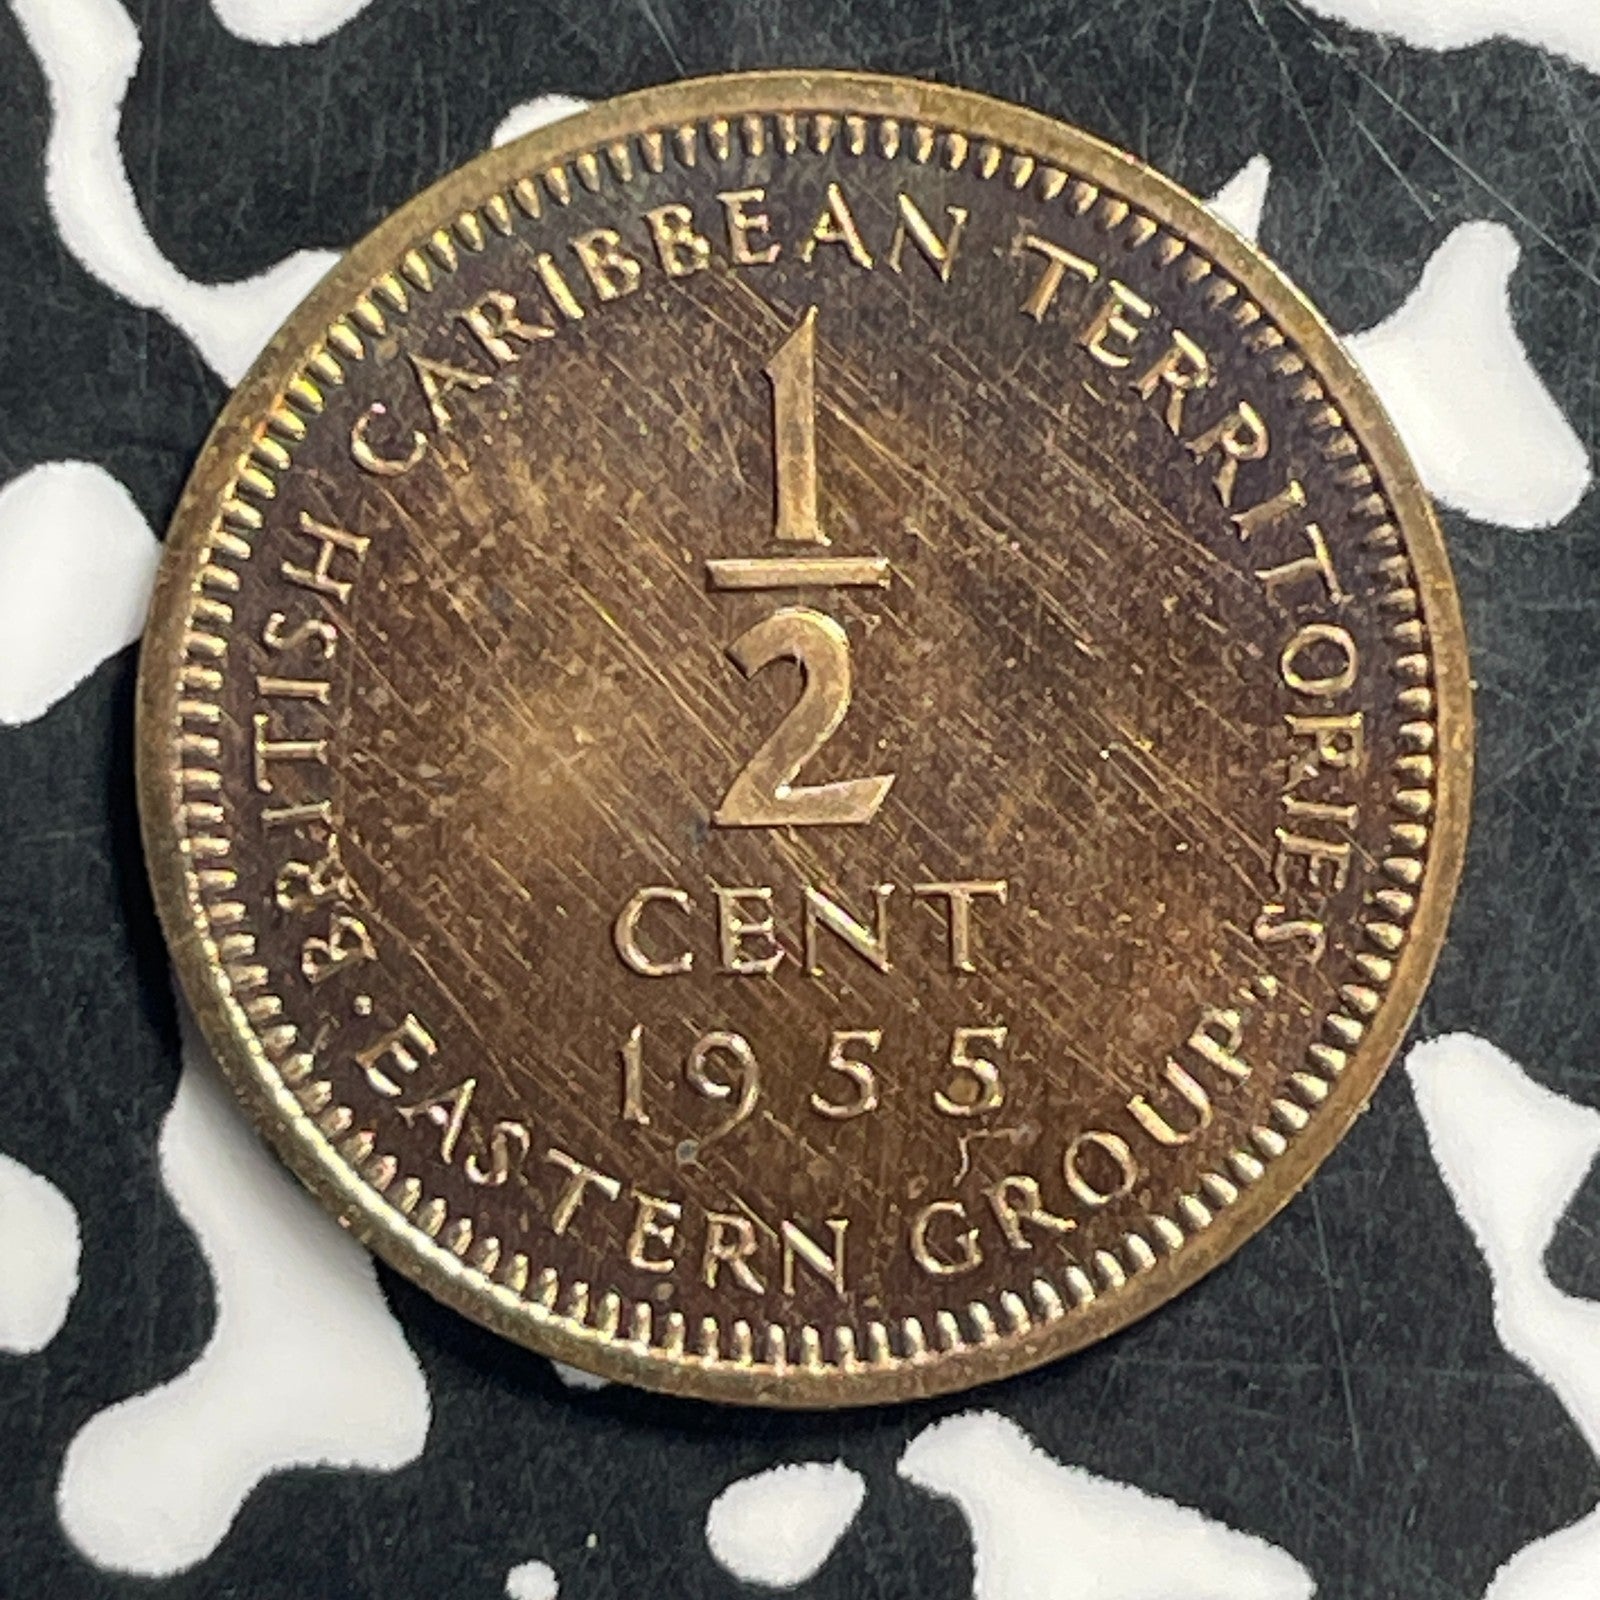 BRITISH CARIBBEAN TERRITORIES
1/2
CENT
1955
· EASTERN GROUP ·